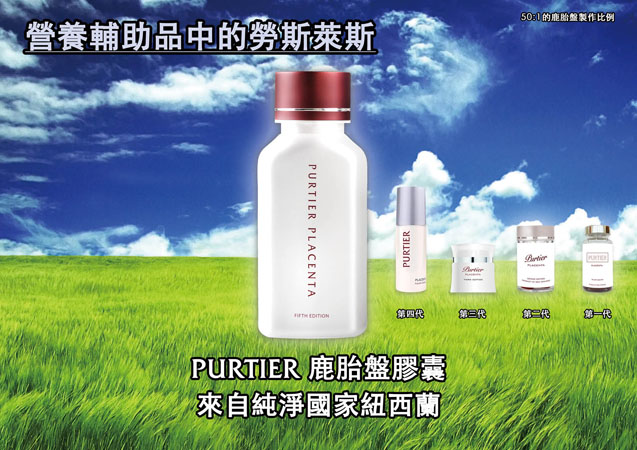 營養輔助品中的勞斯萊斯
50:1的鹿胎盤製作比例
PURTIER PLACENTA
FIFTH EDITION
PURTIER
第四代
Purtier
PLACENTA
第三代
Purtier
PLACENTA
第二代
PURTIER
第一代
PURTIER 鹿胎盤膠囊
來自純淨國家紐西蘭